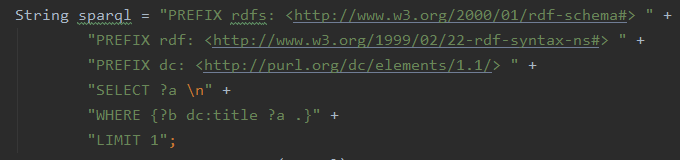 String sparql = "PREFIX rdfs: <http://www.w3.org/2000/01/rdf-schema#> " +
"PREFIX rdf: <http://www.w3.org/1999/02/22-rdf-syntax-ns#> " +
"PREFIX dc: <http://purl.org/dc/elements/1.1/> " +
"SELECT ?a \n" +
"WHERE {?b dc:title ?a .}" +
"LIMIT 1";